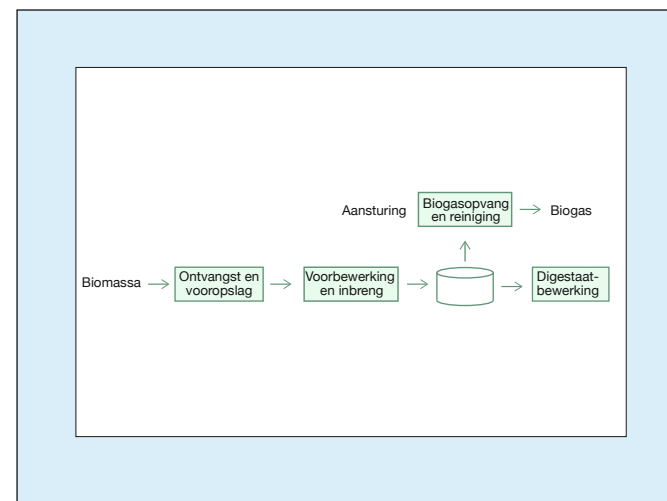 Aansturing
Biogasopvang
en reiniging
Biogas
Biomassa
Ontvangst en
vooropslag
Voorbewerking
en inbreng
Digestaat-
bewerking